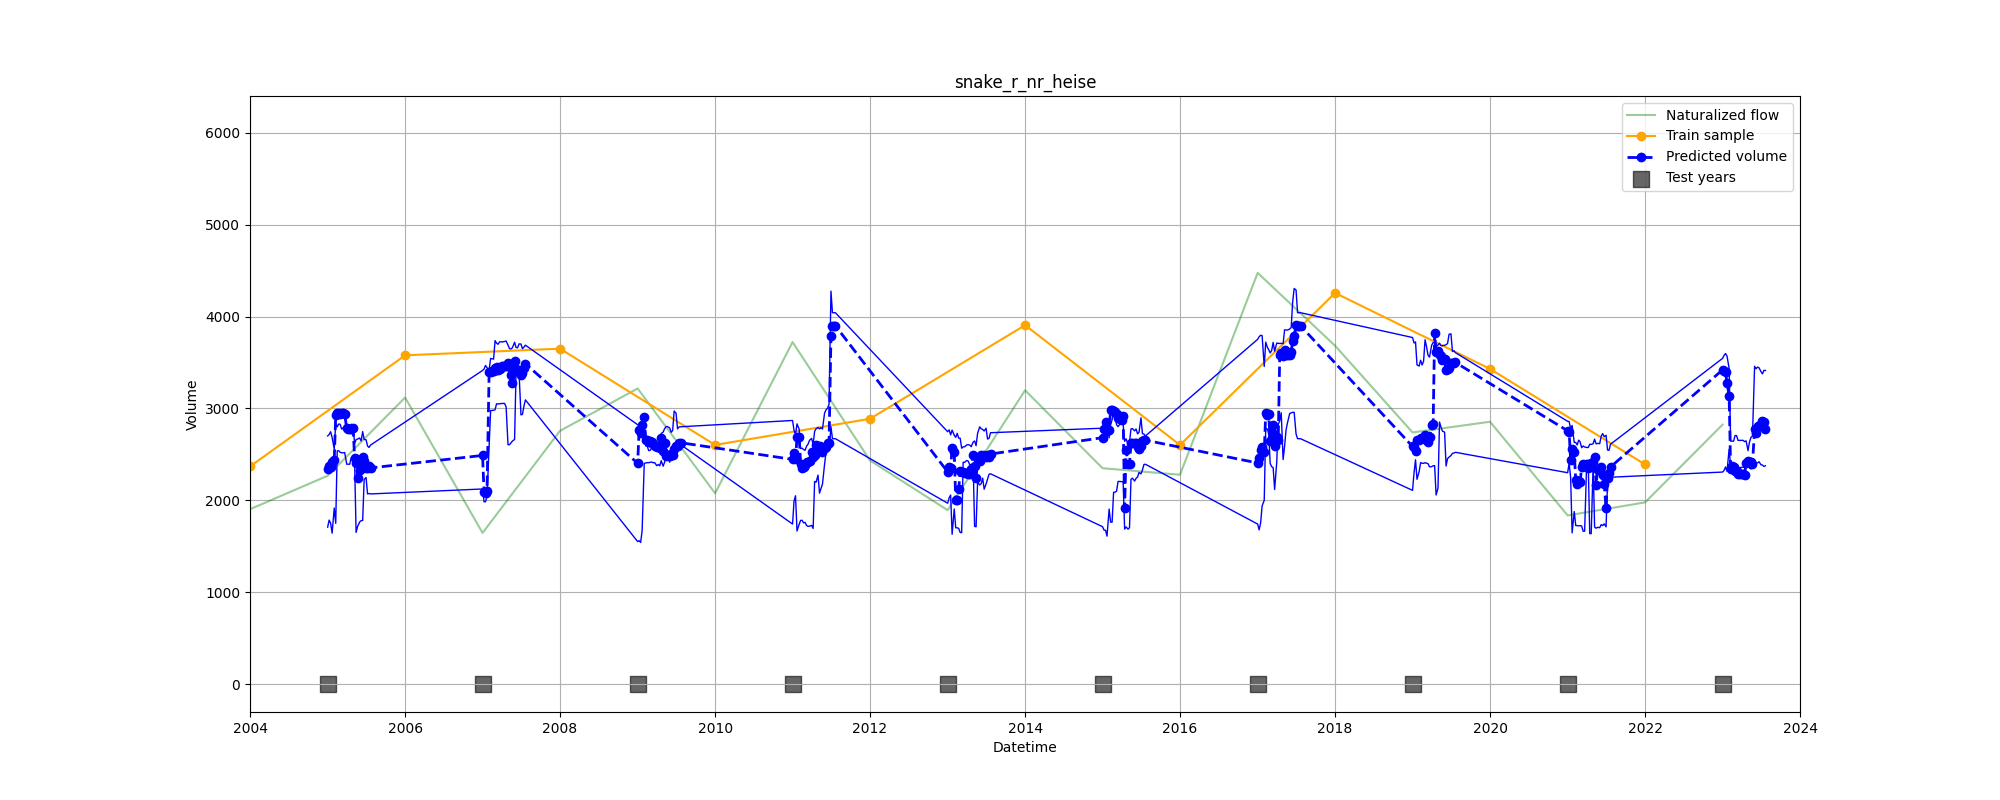 snake_r_nr_heise
Naturalized flow
Train sample
Predicted volume
Test years
6000
5000
4000
3000
2000
1000
0
Volume
2004 2006 2008 2010 2012 2014 2016 2018 2020 2022 2024
Datetime